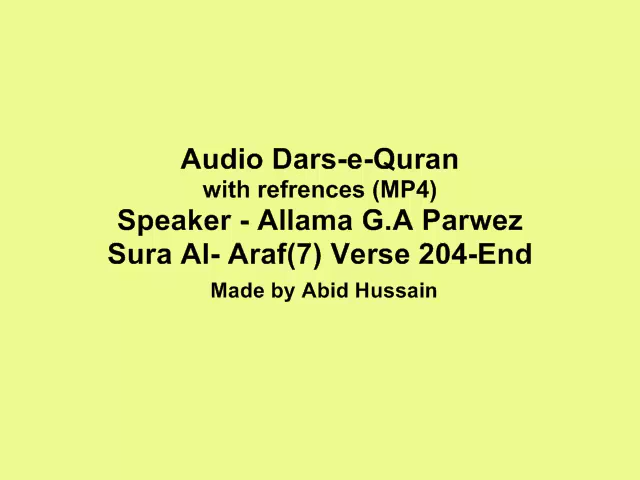 Audio Dars-e-Quran
with refrences (MP4)
Speaker - Allama G.A Parwez
Sura Al- Araf(7) Verse 204-End
Made by Abid Hussain